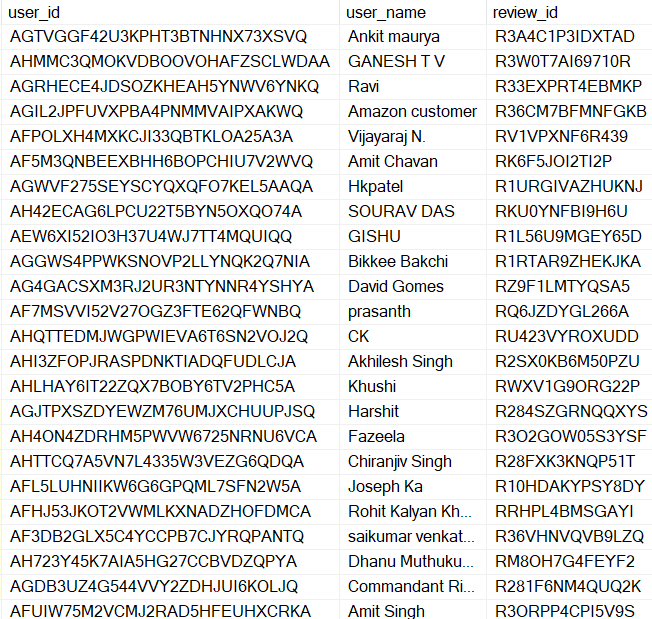 user_id user_name review_id
AGTVGGF42U3KPHT3BTNHNX73XSVQ Ankit maurya R3A4C1P3IDXTAD
AHMMC3QMOKVDBOOVOHAFZSCLWDAA GANESH T V R3W0T7AI69710R
AGRHECE4JDSOZKHEAH5YNWV6YNKQ Ravi R33EXPRT4EBMKP
AGIL2JPFUVXPBA4PNMMVAIPXAKWQ Amazon customer R36CM7BFMNFGKB
AFPOLXH4MXKCJI33QBTKLOA25A3A Vijayaraj N. RV1VPXNF6R439
AF5M3QNBEEXBHH6BOPCHIU7V2WVQ Amit Chavan RK6F5JOI2TI2P
AGWVF275SEYSCYQXQFO7KEL5AAQA Hkpatel R1URGIVAZHUKNJ
AH42ECAG6LPCU22T5BYN5OXQO74A SOURAV DAS RKU0YNFBI9H6U
AEW6XI52IO3H37U4WJ7TT4MQUIQQ GISHU R1L56U9MGEY65D
AGGWS4PPWKSNOVP2LLYNQK2Q7NIA Bikkee Bakchi R1RTAR9ZHEKJKA
AG4GACSXM3RJ2UR3NTYNNR4YSHYA David Gomes RZ9F1LMTYQSA5
AF7MSVVI52V27OGZ3FTE62QFWNBQ prasanth RQ6JZDYGL266A
AHQTTEDMJWGPWIEVA6T6SN2VOJ2Q CK RU423VYROXUDD
AHI3ZFOPJRASPDNKTIADQFUDLCJA Akhilesh Singh R2SX0KB6M50PZU
AHLHAY6IT22ZQX7BOBY6TV2PHC5A Khushi RWXV1G9ORG22P
AGJTPXSZDYEWZM76UMJXCHUUPJSQ Harshit R284SZGRNQQXYS
AH4ON4ZDRHM5PWVW6725NRNU6VCA Fazeela R3O2GOW05S3YSF
AHTTCQ7A5VN7L4335W3VEZG6QDQA Chiranjiv Singh R28FXK3KNQP51T
AFL5LUHNIIKW6G6GPQML7SFN2W5A Joseph Ka R10HDAKYPSY8DY
AFHJ53JKOT2VWMLKXNADZHOFDMCA Rohit Kalyan Kh... RRHPL4BMSGAYI
AF3DB2GLX5C4YCCPB7CJYRQPANTQ saikumar venkat... R36VHNVQVB9LZQ
AH723Y45K7AIA5HG27CCBVDZQPYA Dhanu Muthuku... RM8OH7G4FEYF2
AGDB3UZ4G544VVY2ZDHJUI6KOLJQ Commandant Ri... R281F6NM4QUQ2K
AFUIW75M2VCMJ2RAD5HFEUHXCRKA Amit Singh R3ORPP4CPI5V9S